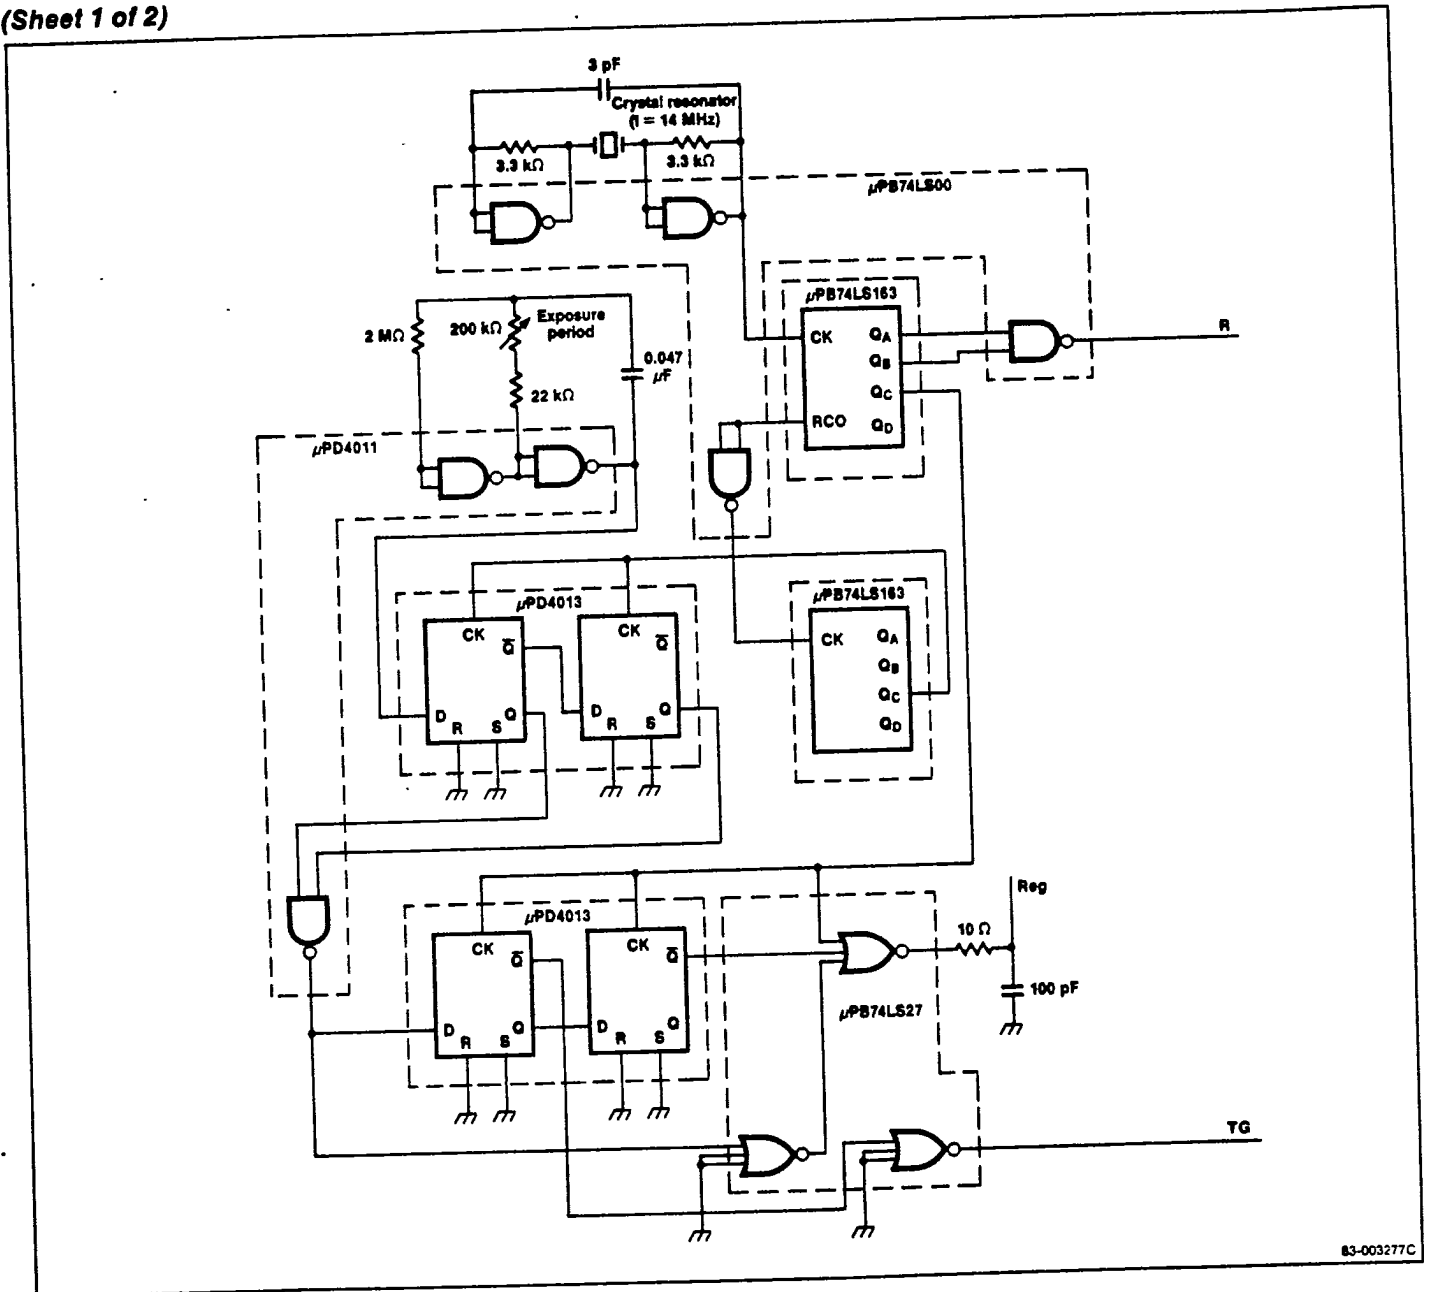 (Sheet 1 of 2)
3 pF
Crystal resonator
(f = 14 MHz)
3.3 kΩ
3.3 kΩ
μPB74LS00
μPB74LS163
CK
QA
QB
QC
QD
RCO
R
2 MΩ
200 kΩ
Exposure
period
22 kΩ
0.047
μF
μPD4011
μPD4013
CK
Q̅
D
R
S
Q
CK
Q̅
D
R
S
Q
μPB74LS163
CK
QA
QB
QC
QD
μPD4013
CK
Q̅
D
R
S
Q
CK
Q̅
D
R
S
Q
Reg
10 Ω
100 pF
μPB74LS27
TG
83-003277C